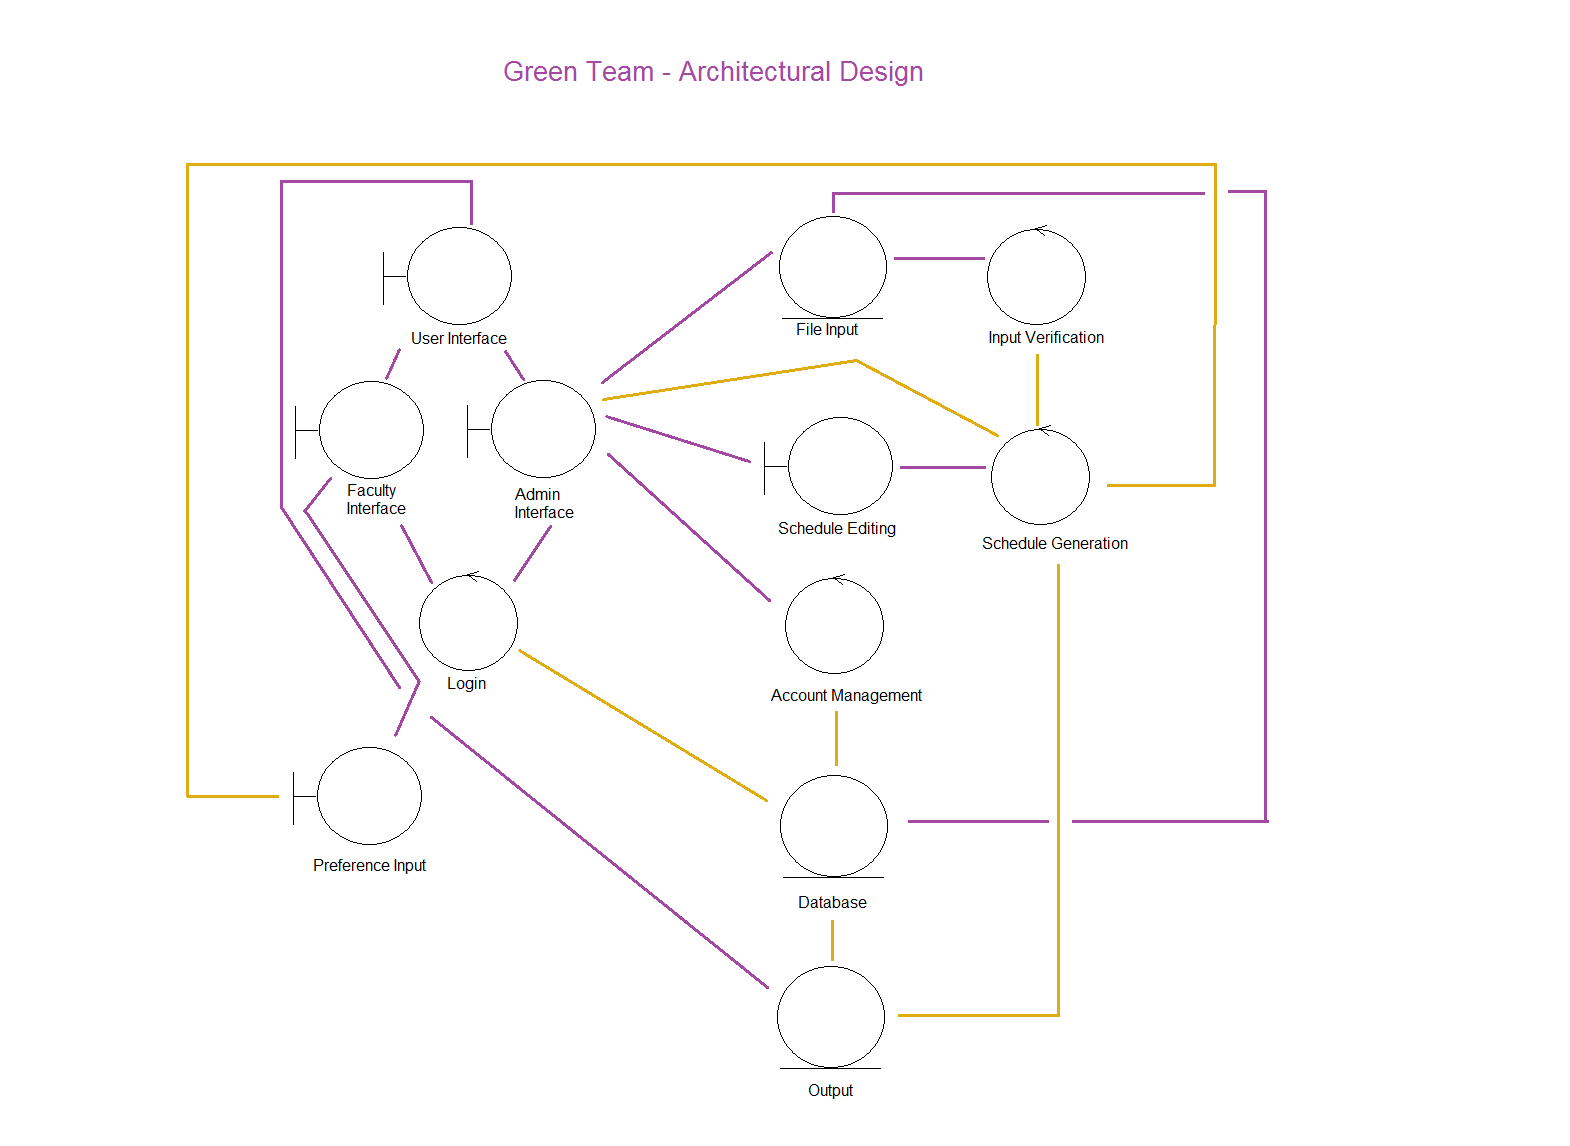 Green Team - Architectural Design
User Interface
File Input
Input Verification
Faculty
Interface
Admin
Interface
Schedule Editing
Schedule Generation
Login
Account Management
Preference Input
Database
Output